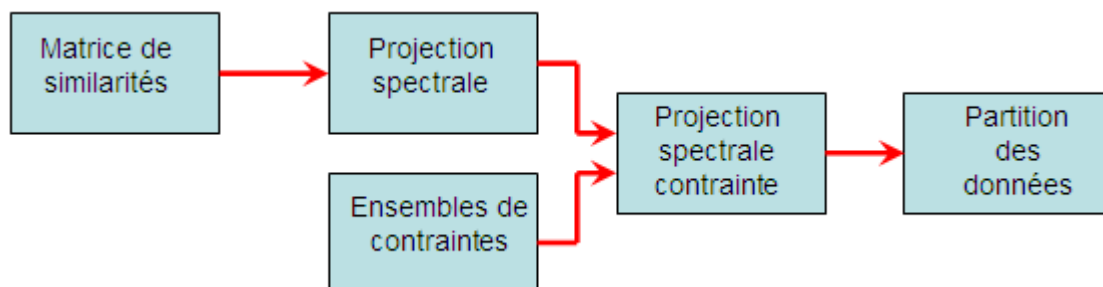 Matrice de
similarités
Projection
spectrale
Ensembles de
contraintes
Projection
spectrale
contrainte
Partition
des
données